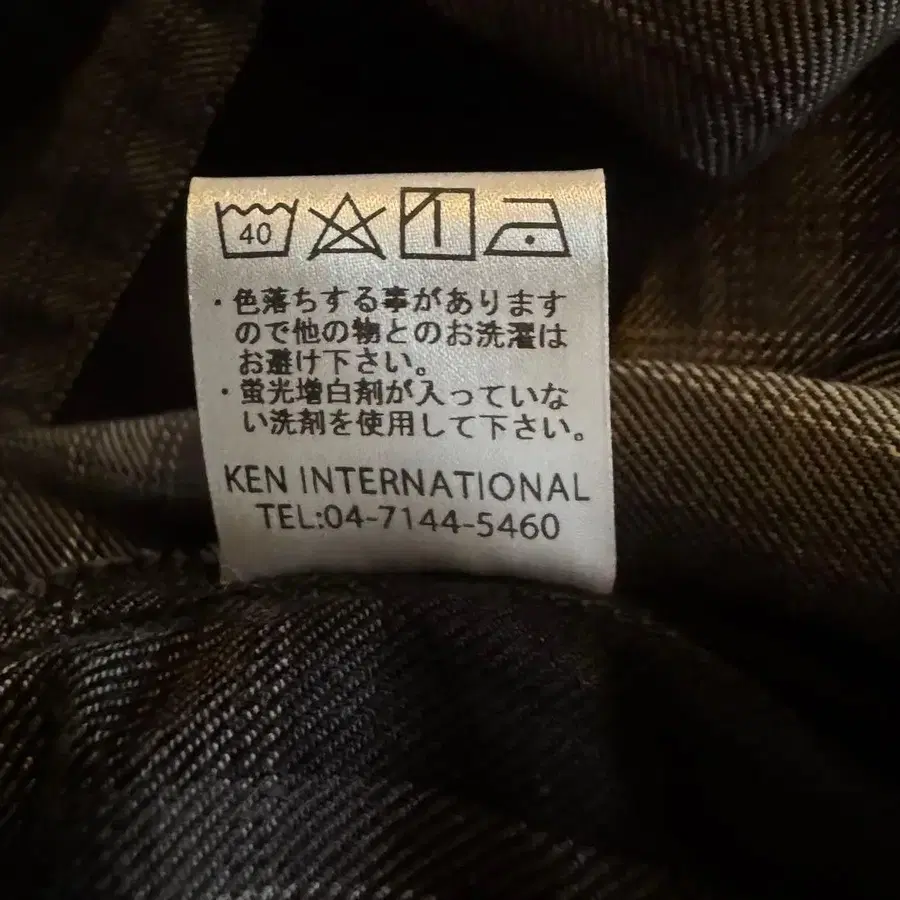 40
・色落ちする事があります
ので他の物とのお洗濯は
お避け下さい。
・蛍光増白剤が入っていな
い洗剤を使用して下さい。
KEN INTERNATIONAL
TEL:04-7144-5460